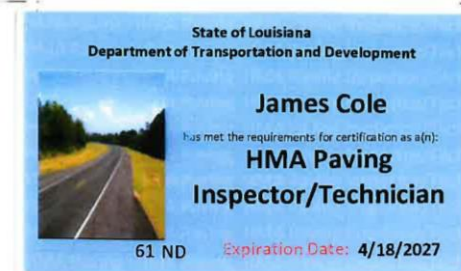 State of Louisiana
Department of Transportation and Development
James Cole
has met the requirements for certification as a(n):
HMA Paving
Inspector/Technician
61 ND Expiration Date: 4/18/2027